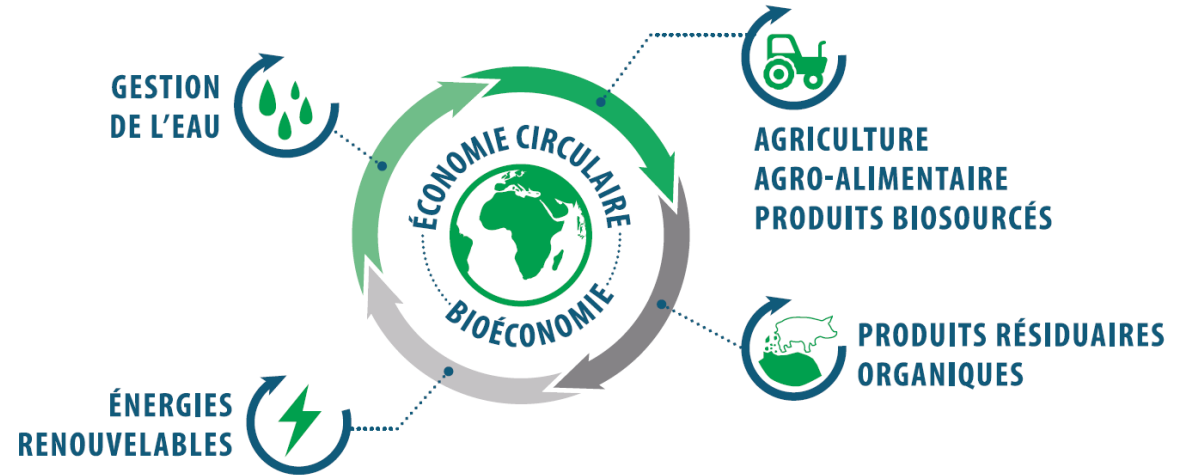 GESTION
DE L'EAU
AGRICULTURE
AGRO-ALIMENTAIRE
PRODUITS BIOSOURCÉS
ÉCONOMIE CIRCULAIRE
BIOÉCONOMIE
PRODUITS RÉSIDUAIRES
ORGANIQUES
ÉNERGIES
RENOUVELABLES